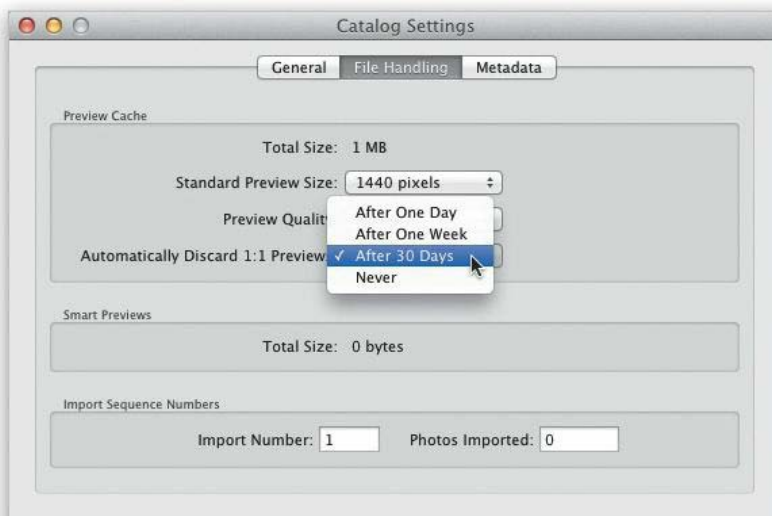 Catalog Settings
General File Handling Metadata
Preview Cache
Total Size: 1 MB
Standard Preview Size: 1440 pixels
Preview Qualit
After One Day
After One Week
Automatically Discard 1:1 Preview ✓ After 30 Days
Never
Smart Previews
Total Size: 0 bytes
Import Sequence Numbers
Import Number: 1 Photos Imported: 0